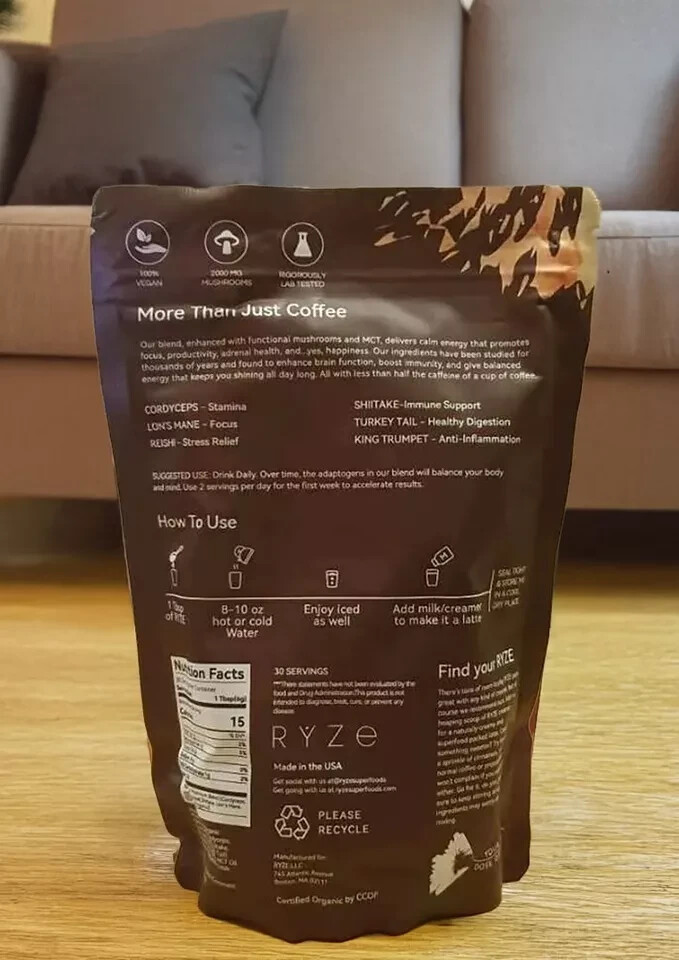 100%
VEGAN
2000 MG
MUSHROOMS
RIGOROUSLY
LAB TESTED
More Than Just Coffee
Our blend, enhanced with functional mushrooms and MCT, delivers calm energy that promotes
focus, productivity, adrenal health, and...yes, happiness. Our ingredients have been studied for
thousands of years and found to enhance brain function, boost immunity, and give balanced
energy that keeps you shining all day long. All with less than half the caffeine of a cup of coffee.
CORDYCEPS - Stamina
LON'S MANE - Focus
REISHI - Stress Relief
SHIITAKE-Immune Support
TURKEY TAIL - Healthy Digestion
KING TRUMPET - Anti-Inflammation
SUGGESTED USE: Drink Daily. Over time, the adaptogens in our blend will balance your body
and mind. Use 2 servings per day for the first week to accelerate results.
How To Use
1 Tbsp
of RYZE
8-10 oz
hot or cold
Water
Enjoy iced
as well
Add milk/creamer
to make it a latte
SEAL TIGHT
& STORE ME
IN A COOL
DRY PLACE
Nutrition Facts
1 Tbsp(6g)
15
30 SERVINGS
***These statements have not been evaluated by the
Food and Drug Administration.This product is not
intended to diagnose, treat, cure, or prevent any
disease.
RYZe
Made in the USA
Get social with us at@ryzesuperfoods
Get going with us at ryzesuperfoods.com
PLEASE
RECYCLE
Manufactured for:
RYZE LLC
745 Atlantic Avenue
Boston, MA 02111
Certified Organic by CCOF
Find your RYZE